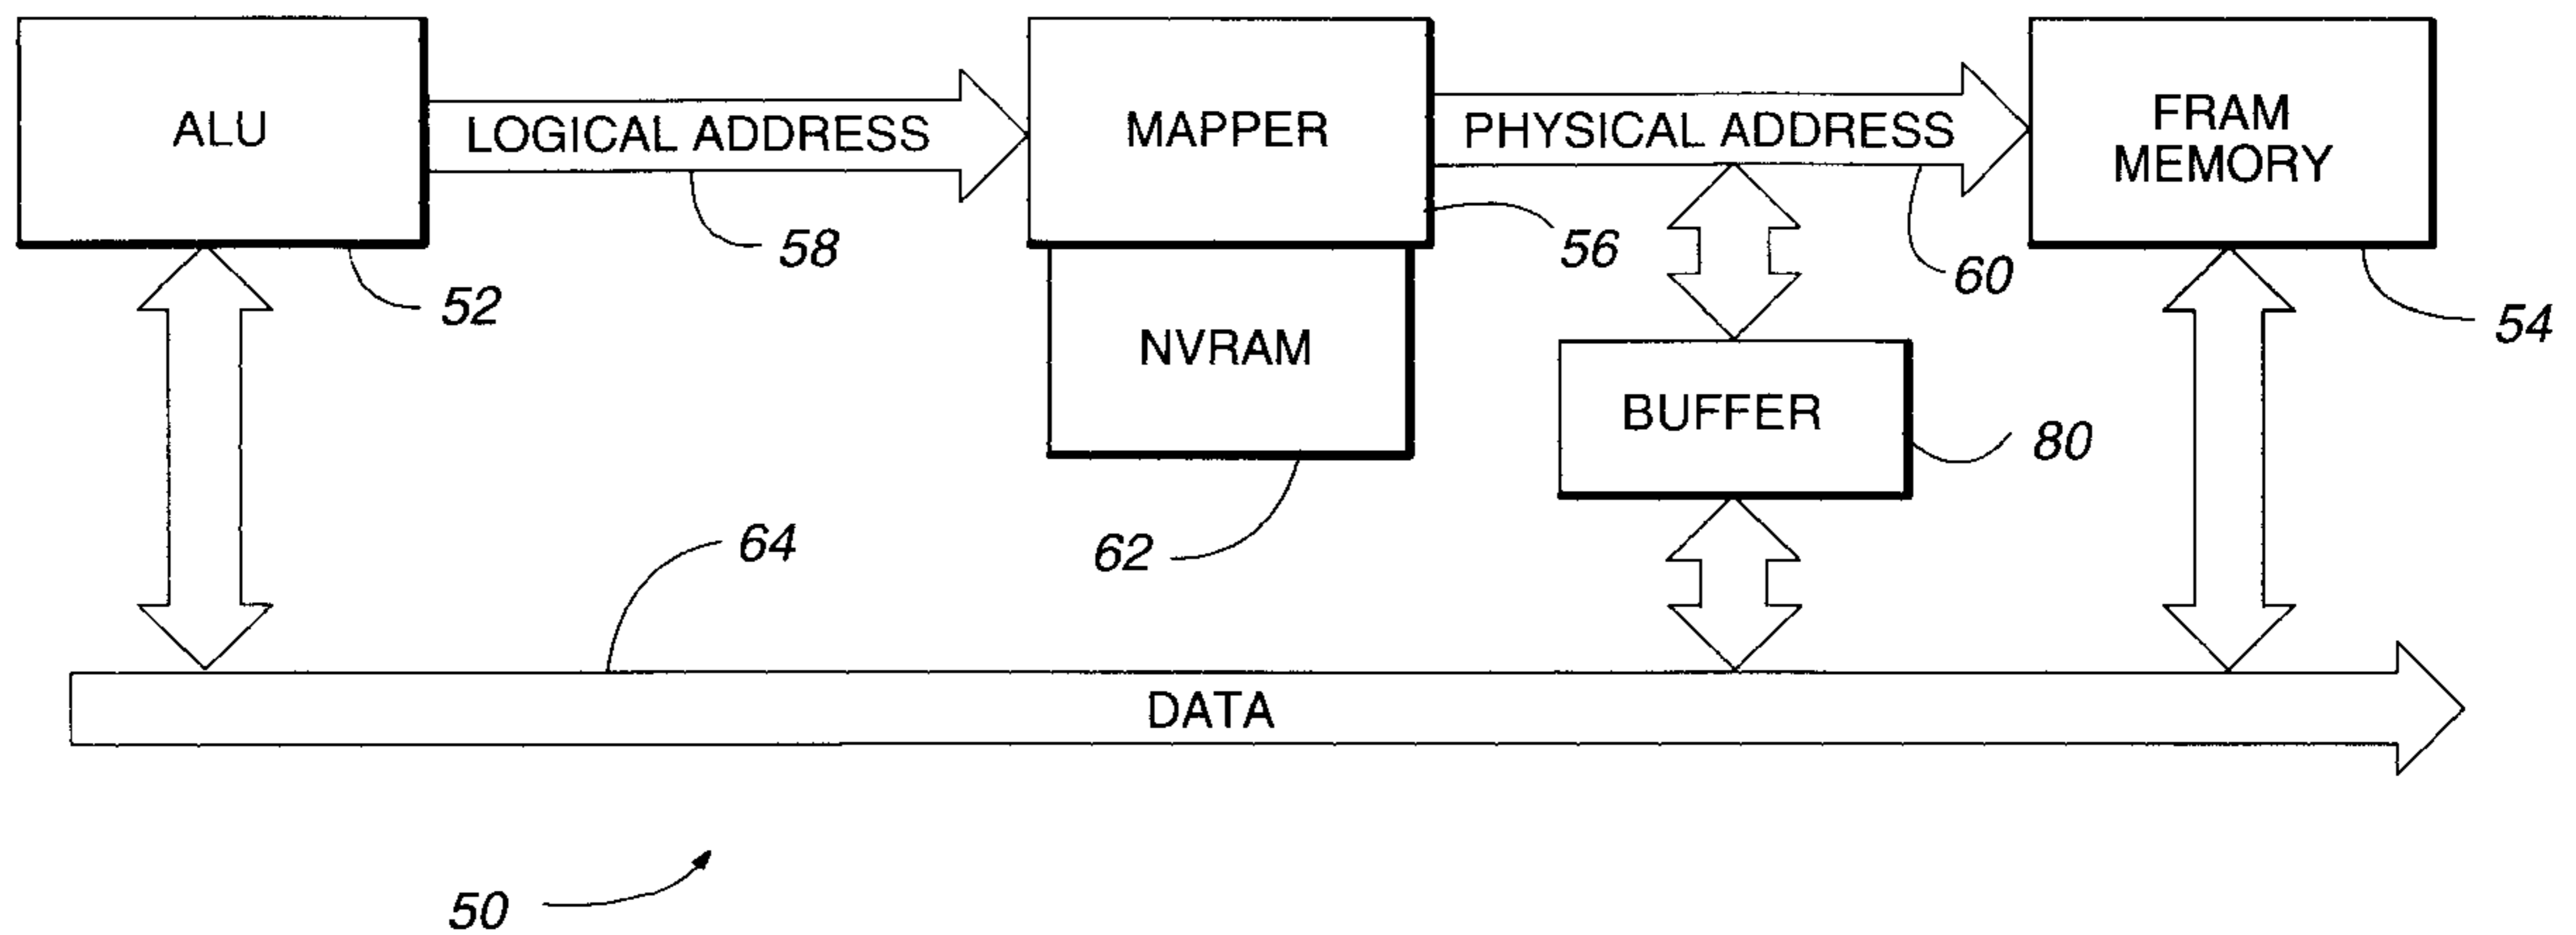 ALU
LOGICAL ADDRESS
MAPPER
PHYSICAL ADDRESS
FRAM
MEMORY
58
56
60
52
54
NVRAM
BUFFER
80
64
62
DATA
50